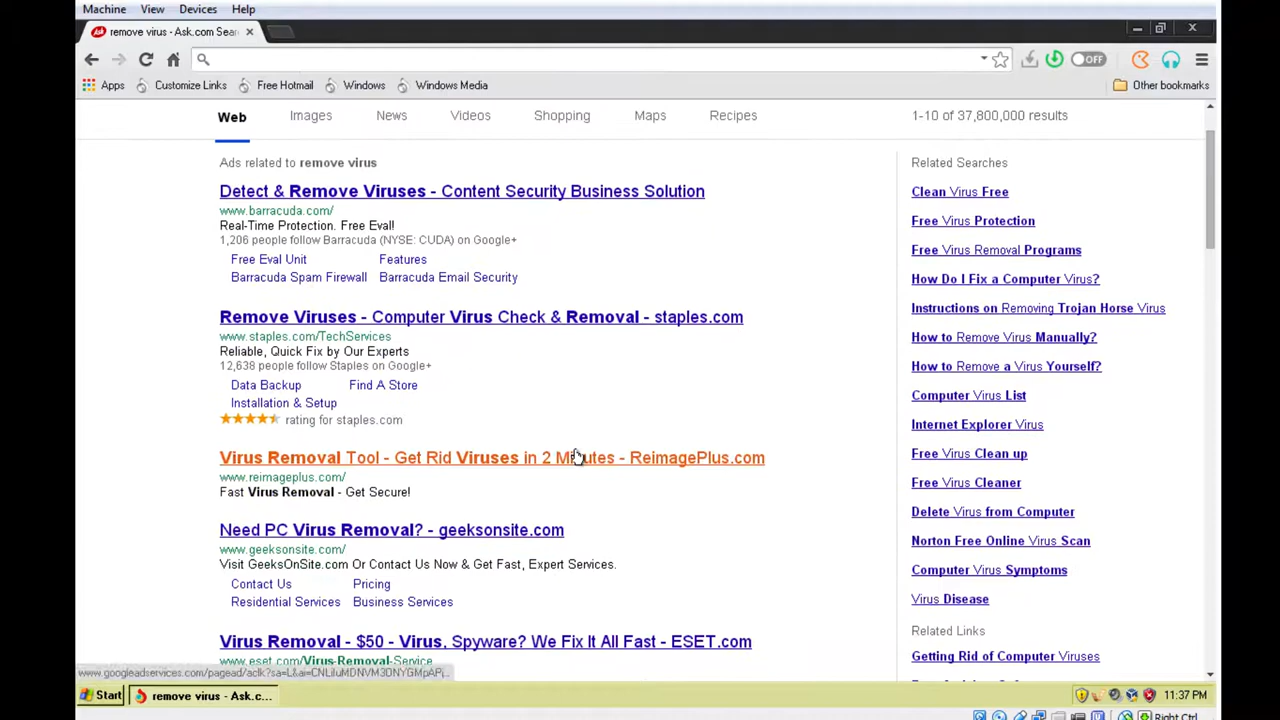 Machine View Devices Help
remove virus - Ask.com Sear
OFF
Apps Customize Links Free Hotmail Windows Windows Media Other bookmarks
Web Images News Videos Shopping Maps Recipes 1-10 of 37,800,000 results
Ads related to remove virus
Detect & Remove Viruses - Content Security Business Solution
www.barracuda.com/
Real-Time Protection. Free Eval!
1,206 people follow Barracuda (NYSE: CUDA) on Google+
Free Eval Unit Features
Barracuda Spam Firewall Barracuda Email Security
Remove Viruses - Computer Virus Check & Removal - staples.com
www.staples.com/TechServices
Reliable, Quick Fix by Our Experts
12,638 people follow Staples on Google+
Data Backup Find A Store
Installation & Setup
rating for staples.com
Virus Removal Tool - Get Rid Viruses in 2 Minutes - ReimagePlus.com
www.reimageplus.com/
Fast Virus Removal - Get Secure!
Need PC Virus Removal? - geeksonsite.com
www.geeksonsite.com/
Visit GeeksOnSite.com Or Contact Us Now & Get Fast, Expert Services.
Contact Us Pricing
Residential Services Business Services
Virus Removal - $50 - Virus, Spyware? We Fix It All Fast - ESET.com
www.eset.com/Virus-Removal-Service
Related Searches
Clean Virus Free
Free Virus Protection
Free Virus Removal Programs
How Do I Fix a Computer Virus?
Instructions on Removing Trojan Horse Virus
How to Remove Virus Manually?
How to Remove a Virus Yourself?
Computer Virus List
Internet Explorer Virus
Free Virus Clean up
Free Virus Cleaner
Delete Virus from Computer
Norton Free Online Virus Scan
Computer Virus Symptoms
Virus Disease
Related Links
Getting Rid of Computer Viruses
Start remove virus - Ask.c... 11:37 PM
Right Ctrl